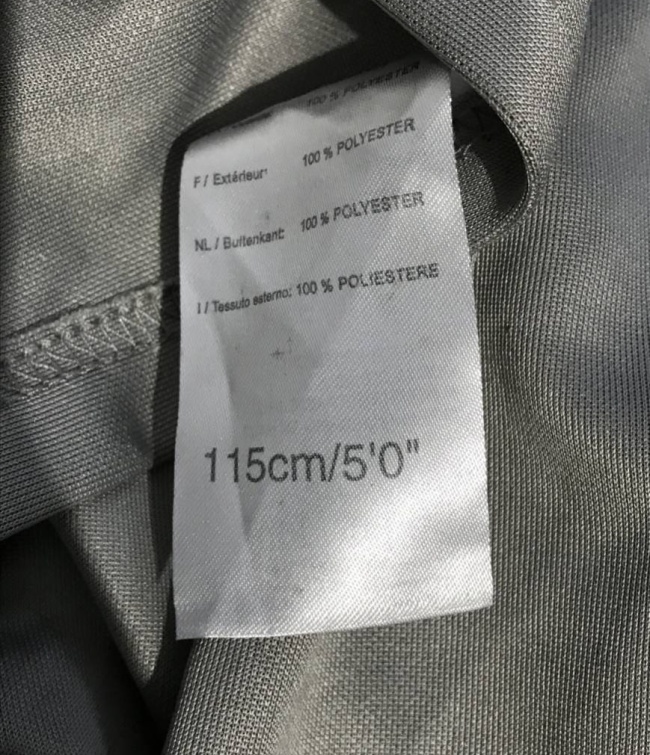 100 % POLYESTER
F / Extérieur: 100 % POLYESTER
NL / Buitenkant: 100 % POLYESTER
I / Tessuto esterno: 100 % POLIESTERE
115cm/5'0"